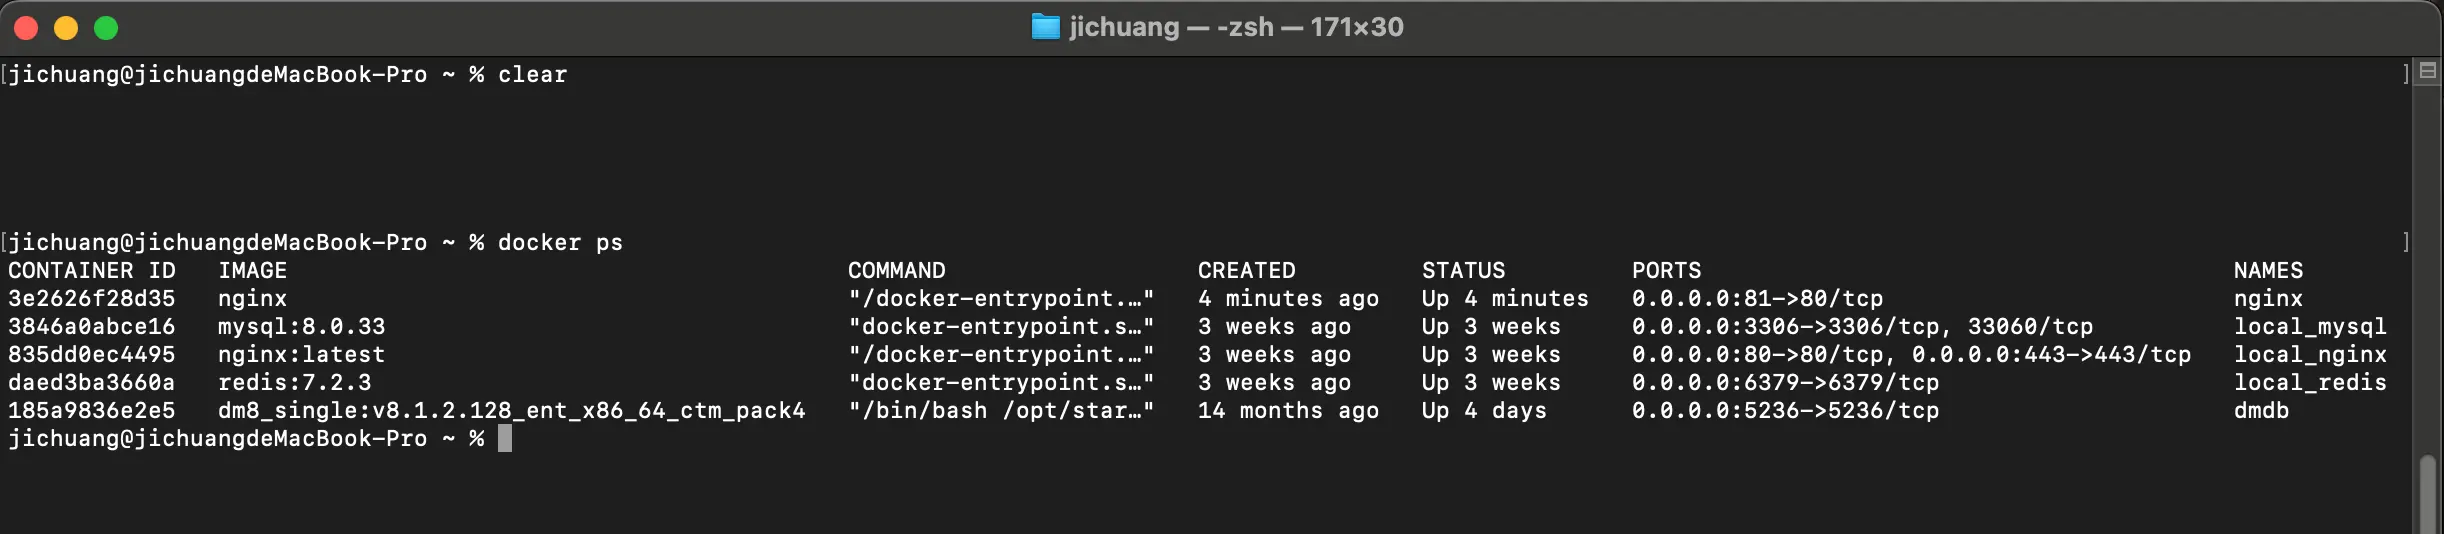 jichuang — -zsh — 171×30
[jichuang@jichuangdeMacBook-Pro ~ % clear ]
[jichuang@jichuangdeMacBook-Pro ~ % docker ps ]
CONTAINER ID IMAGE COMMAND CREATED STATUS PORTS NAMES
3e2626f28d35 nginx "/docker-entrypoint.…" 4 minutes ago Up 4 minutes 0.0.0.0:81->80/tcp nginx
3846a0abce16 mysql:8.0.33 "docker-entrypoint.s…" 3 weeks ago Up 3 weeks 0.0.0.0:3306->3306/tcp, 33060/tcp local_mysql
835dd0ec4495 nginx:latest "/docker-entrypoint.…" 3 weeks ago Up 3 weeks 0.0.0.0:80->80/tcp, 0.0.0.0:443->443/tcp local_nginx
daed3ba3660a redis:7.2.3 "docker-entrypoint.s…" 3 weeks ago Up 3 weeks 0.0.0.0:6379->6379/tcp local_redis
185a9836e2e5 dm8_single:v8.1.2.128_ent_x86_64_ctm_pack4 "/bin/bash /opt/star…" 14 months ago Up 4 days 0.0.0.0:5236->5236/tcp dmdb
jichuang@jichuangdeMacBook-Pro ~ %